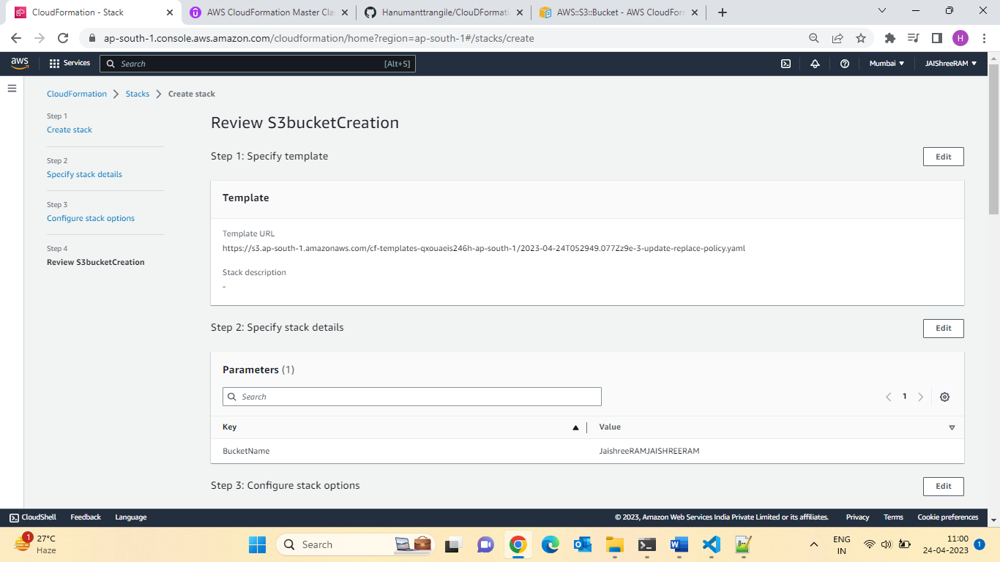 CloudFormation - Stack
AWS CloudFormation Master Clas
Hanumanttrangile/ClouDFormati
AWS::S3::Bucket - AWS CloudForm
ap-south-1.console.aws.amazon.com/cloudformation/home?region=ap-south-1#/stacks/create
H
aws
Services
Search
[Alt+S]
Mumbai
JAIShreeRAM
CloudFormation
Stacks
Create stack
Step 1
Create stack
Step 2
Specify stack details
Step 3
Configure stack options
Step 4
Review S3bucketCreation
Review S3bucketCreation
Step 1: Specify template
Edit
Template
Template URL
https://s3.ap-south-1.amazonaws.com/cf-templates-qxouaeis246h-ap-south-1/2023-04-24T052949.077Zz9e-3-update-replace-policy.yaml
Stack description
-
Step 2: Specify stack details
Edit
Parameters (1)
Search
1
Key
Value
BucketName
JaishreeRAMJAISHREERAM
Step 3: Configure stack options
Edit
CloudShell
Feedback
Language
© 2023, Amazon Web Services India Private Limited or its affiliates.
Privacy
Terms
Cookie preferences
1
27°C
Haze
Search
ENG
IN
11:00
24-04-2023
1